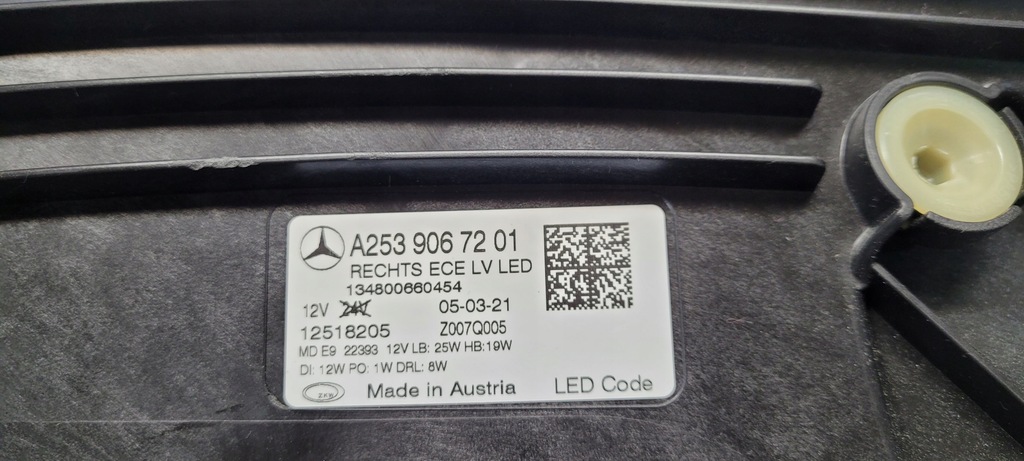 A253 906 72 01
RECHTS ECE LV LED
134800660454
12V 24V 05-03-21
12518205 Z007Q005
MD E9 22393 12V LB: 25W HB:19W
DI: 12W PO: 1W DRL: 8W
ZKW Made in Austria LED Code